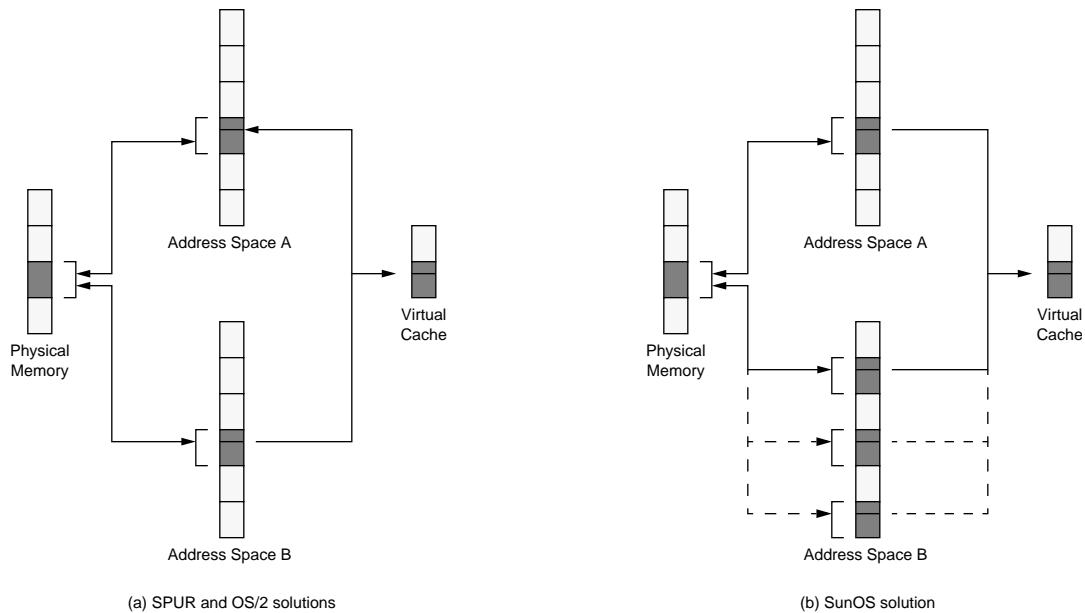 Address Space A
Physical
Memory
Virtual
Cache
Address Space B
(a) SPUR and OS/2 solutions
Address Space A
Physical
Memory
Virtual
Cache
Address Space B
(b) SunOS solution